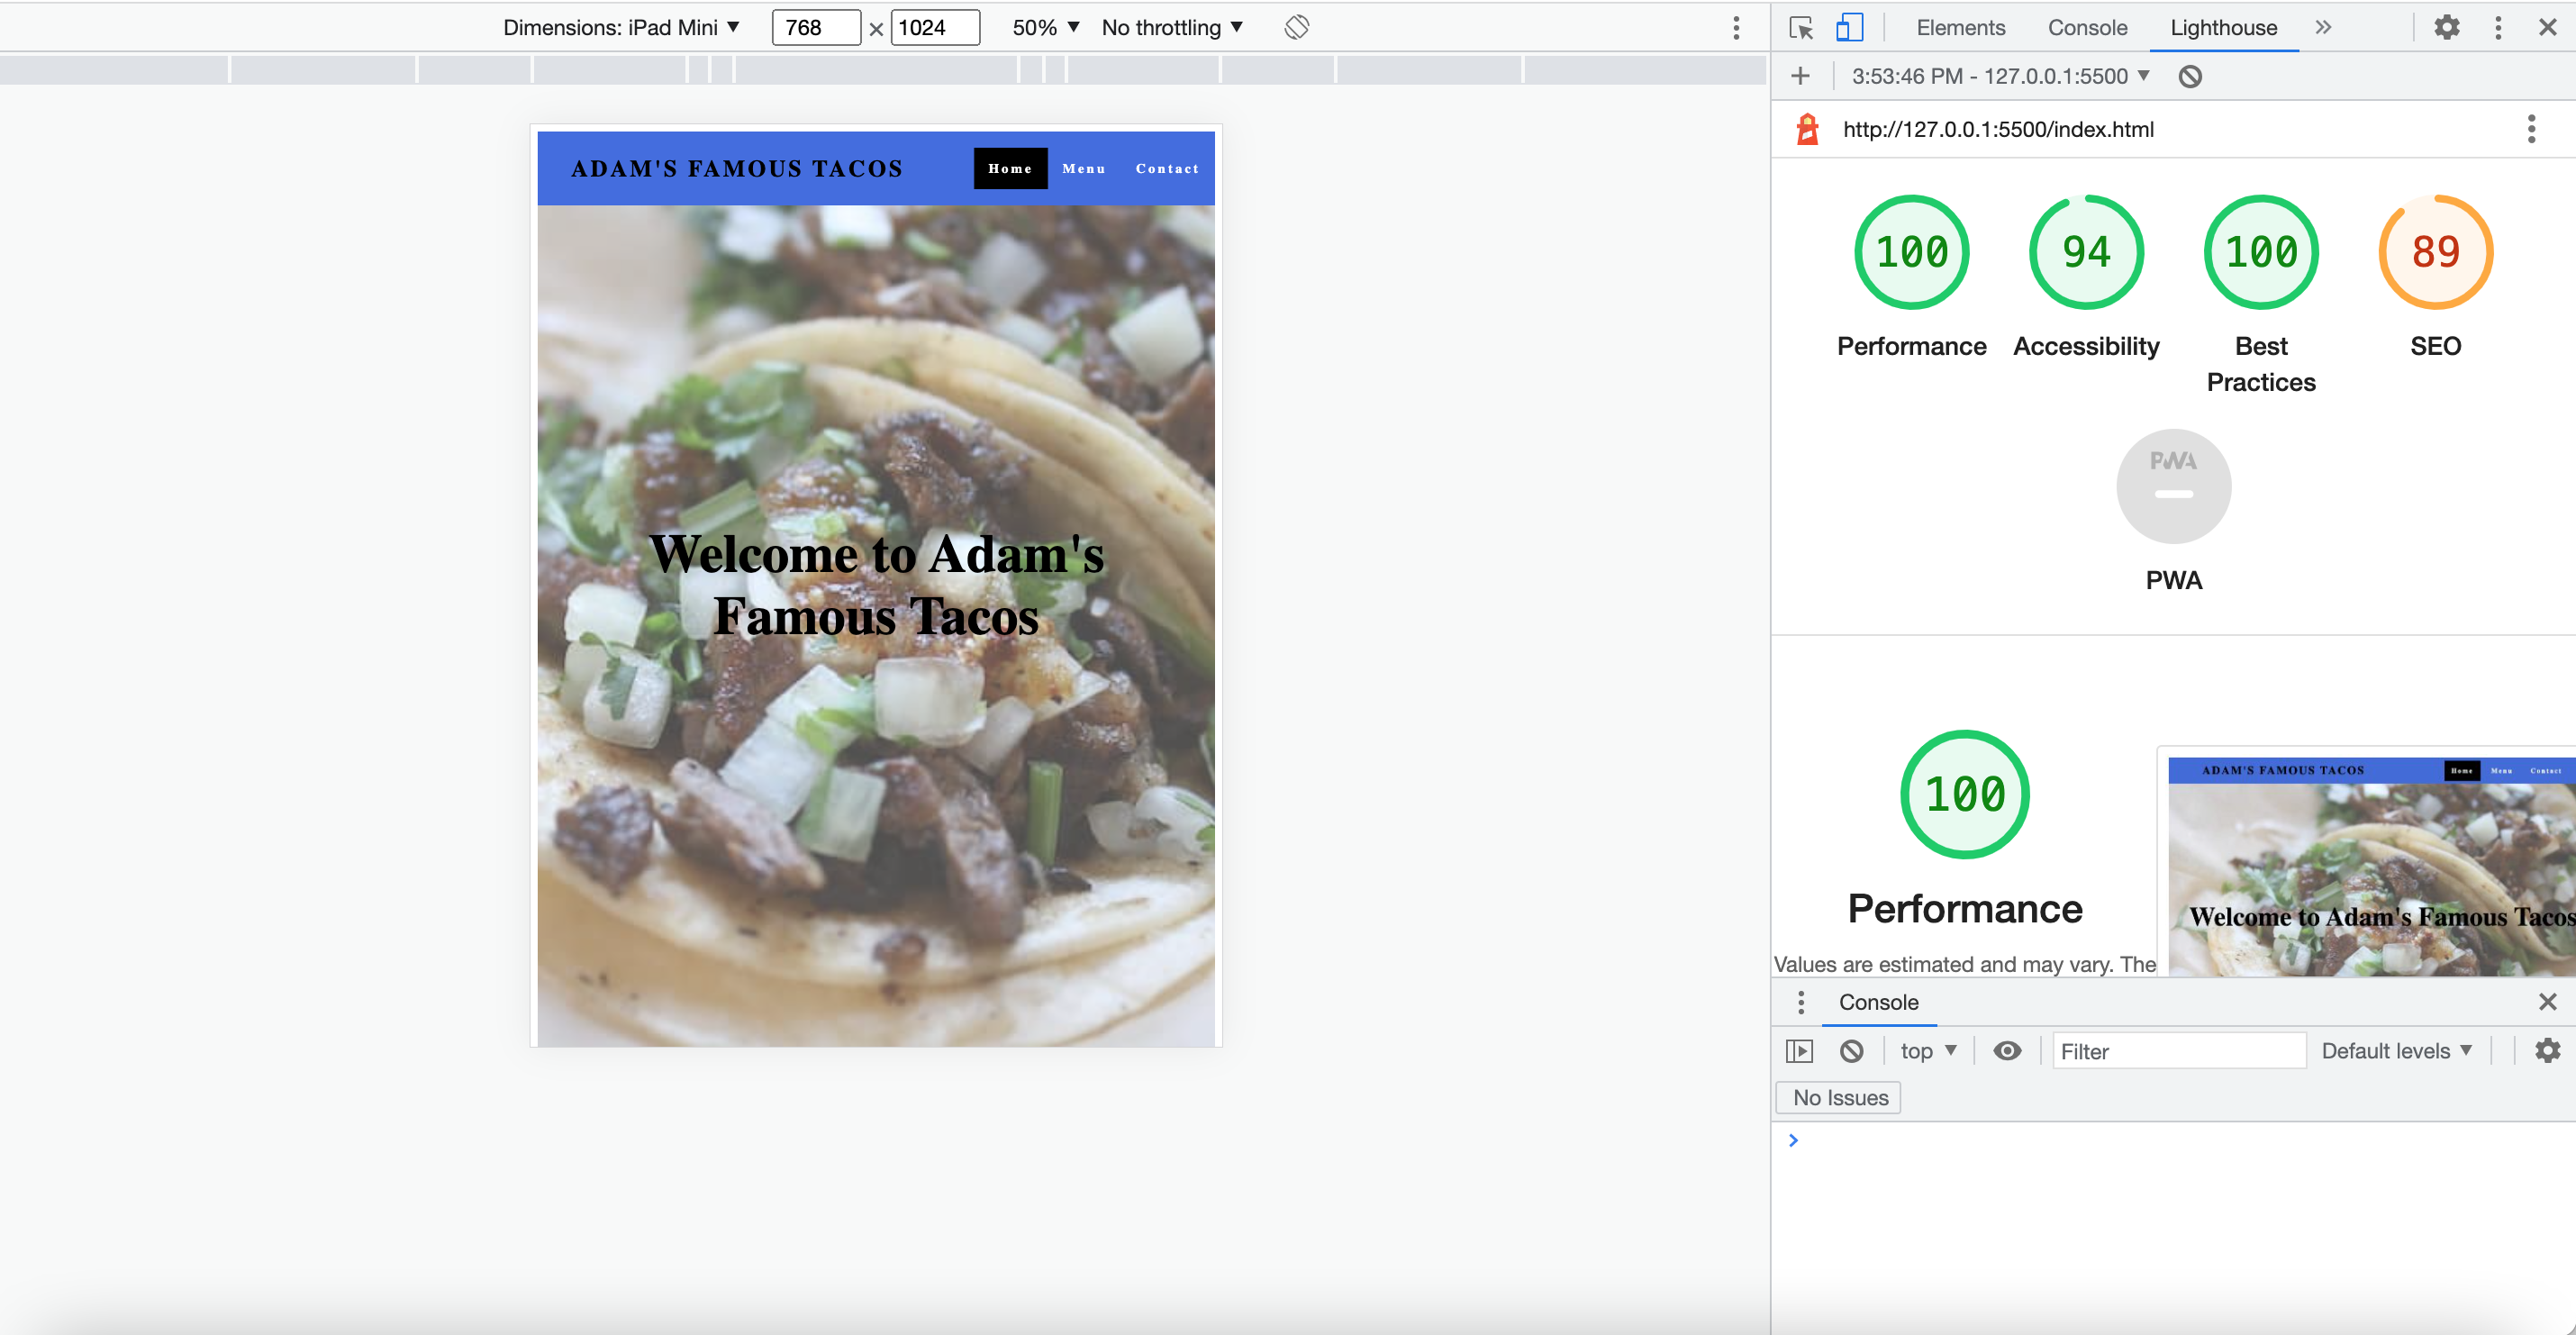 Dimensions: iPad Mini ▼ 768 × 1024 50% ▼ No throttling ▼
Elements Console Lighthouse »
3:53:46 PM - 127.0.0.1:5500 ▼
http://127.0.0.1:5500/index.html
ADAM'S FAMOUS TACOS Home Menu Contact
Welcome to Adam's
Famous Tacos
100 94 100 89
Performance Accessibility Best Practices SEO
PWA
PWA
100
Performance
Values are estimated and may vary. The
ADAM'S FAMOUS TACOS Home Menu Contact
Welcome to Adam's Famous Tacos
Console
top ▼ Filter Default levels ▼
No Issues